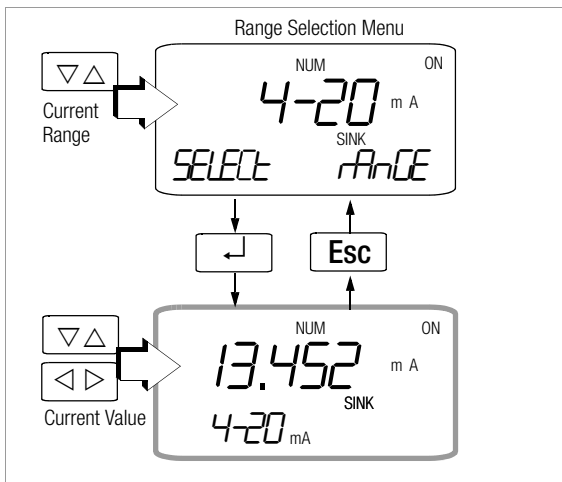 Range Selection Menu
NUM ON
4-20 m A
Current
Range
SINK
SELECt rAnGE
Esc
NUM ON
13.452 m A
SINK
Current Value
4-20 mA